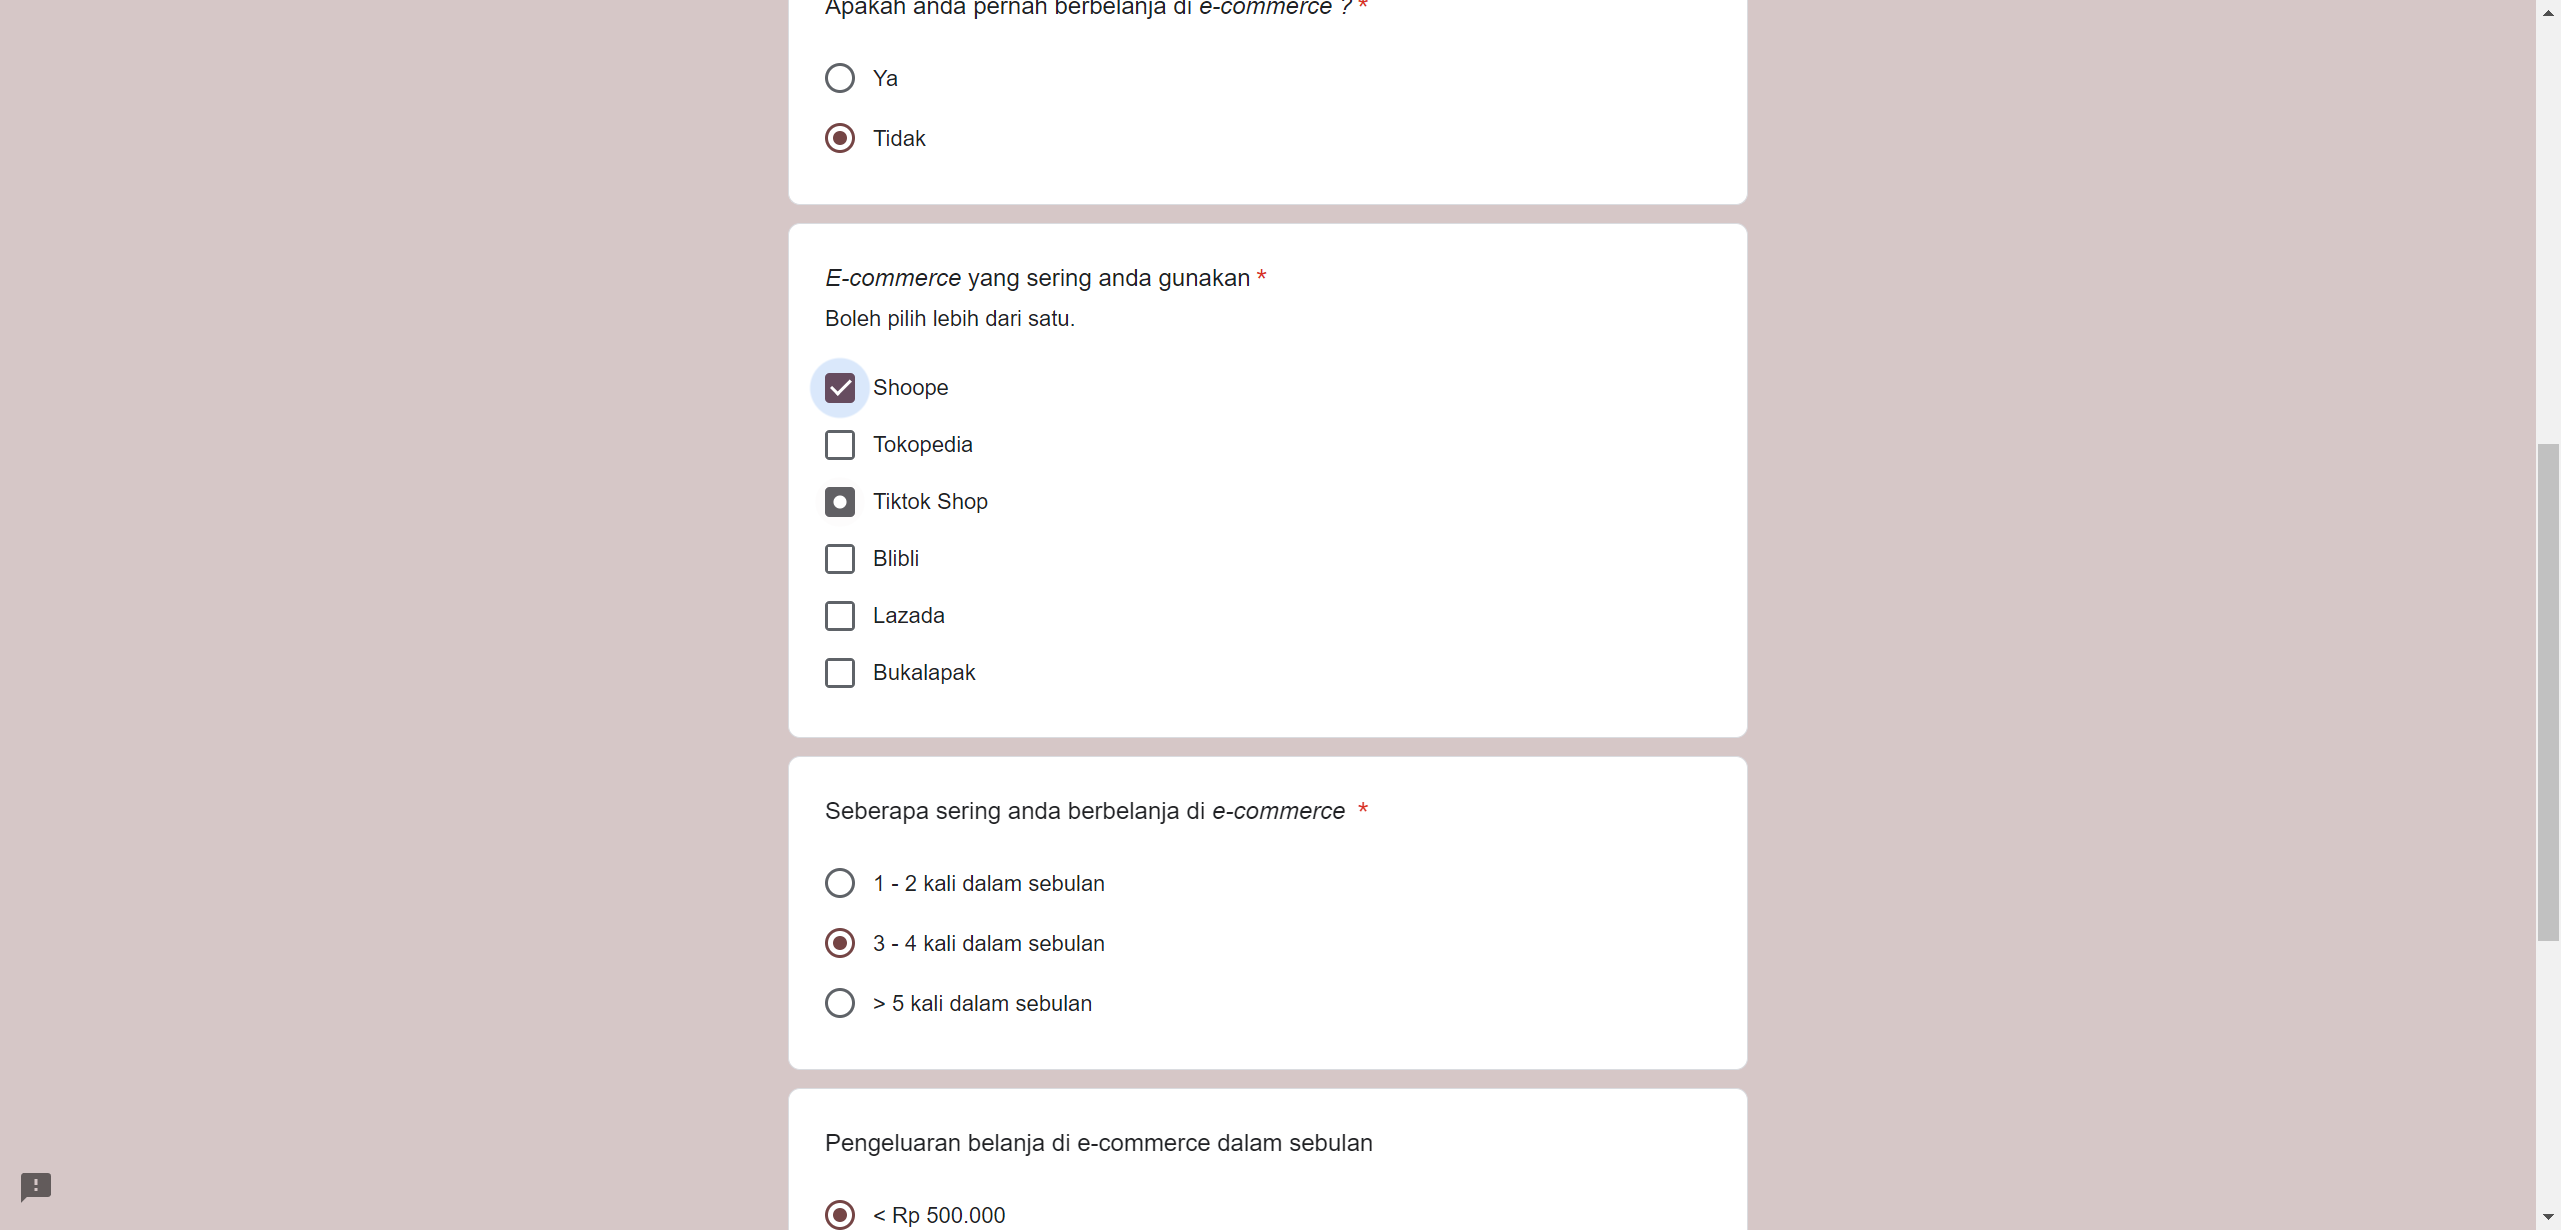 Apakah anda pernah berbelanja di e-commerce ? *
Ya
Tidak
E-commerce yang sering anda gunakan *
Boleh pilih lebih dari satu.
Shoope
Tokopedia
Tiktok Shop
Blibli
Lazada
Bukalapak
Seberapa sering anda berbelanja di e-commerce *
1 - 2 kali dalam sebulan
3 - 4 kali dalam sebulan
> 5 kali dalam sebulan
Pengeluaran belanja di e-commerce dalam sebulan
< Rp 500.000